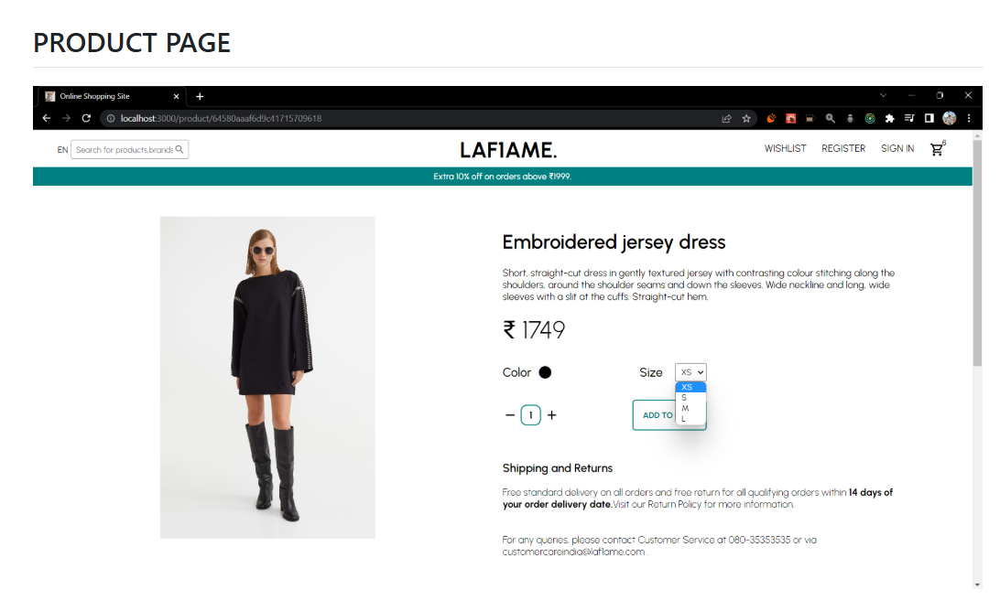 PRODUCT PAGE
Online Shopping Site
localhost:3000/product/64580aaaf6d9c41715709618
EN Search for products,brands LAF1AME. WISHLIST REGISTER SIGN IN 6
Extra 10% off on orders above ₹1999.
Embroidered jersey dress
Short, straight-cut dress in gently textured jersey with contrasting colour stitching along the
shoulders, around the shoulder seams and down the sleeves. Wide neckline and long, wide
sleeves with a slit at the cuffs. Straight-cut hem.
₹ 1749
Color Size XS
XS
S
M
L
− 1 + ADD TO
Shipping and Returns
Free standard delivery on all orders and free return for all qualifying orders within 14 days of
your order delivery date.Visit our Return Policy for more information.
For any queries, please contact Customer Service at 080-35353535 or via
customercareindia@laf1ame.com .